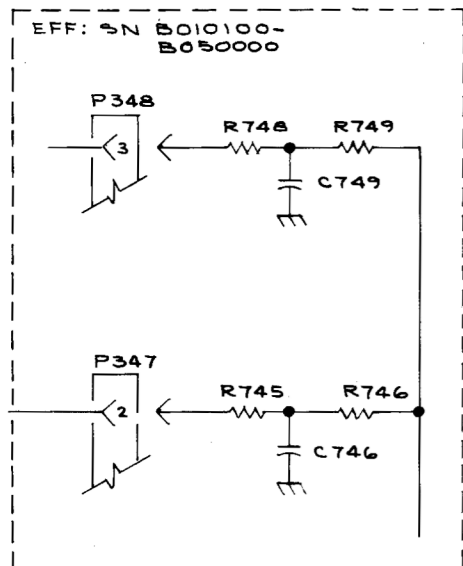 EFF: SN B010100-
B050000
P348
R748 R749
3
C749
P347
R745 R746
2
C746